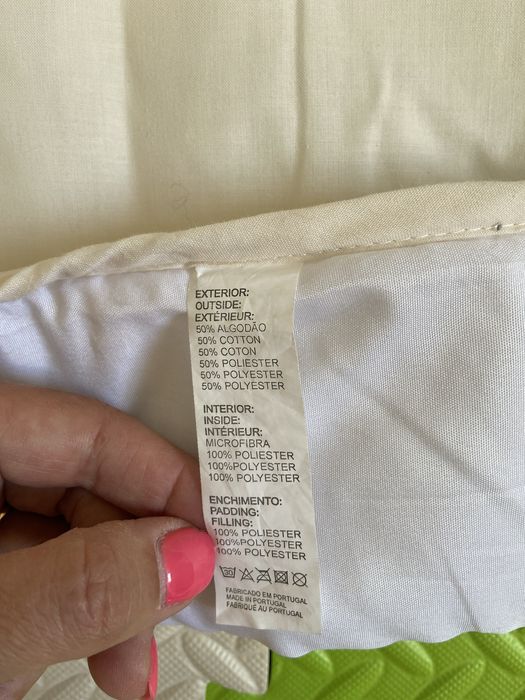 EXTERIOR:
OUTSIDE:
EXTÉRIEUR:
50% ALGODÃO
50% COTTON
50% COTON
50% POLIESTER
50% POLYESTER
50% POLYESTER
INTERIOR:
INSIDE:
INTÉRIEUR:
MICROFIBRA
100% POLIESTER
100%POLYESTER
100% POLYESTER
ENCHIMENTO:
PADDING:
FILLING:
100% POLIESTER
100%POLYESTER
100% POLYESTER
30
FABRICADO EM PORTUGAL
MADE IN PORTUGAL
FABRIQUÉ AU PORTUGAL